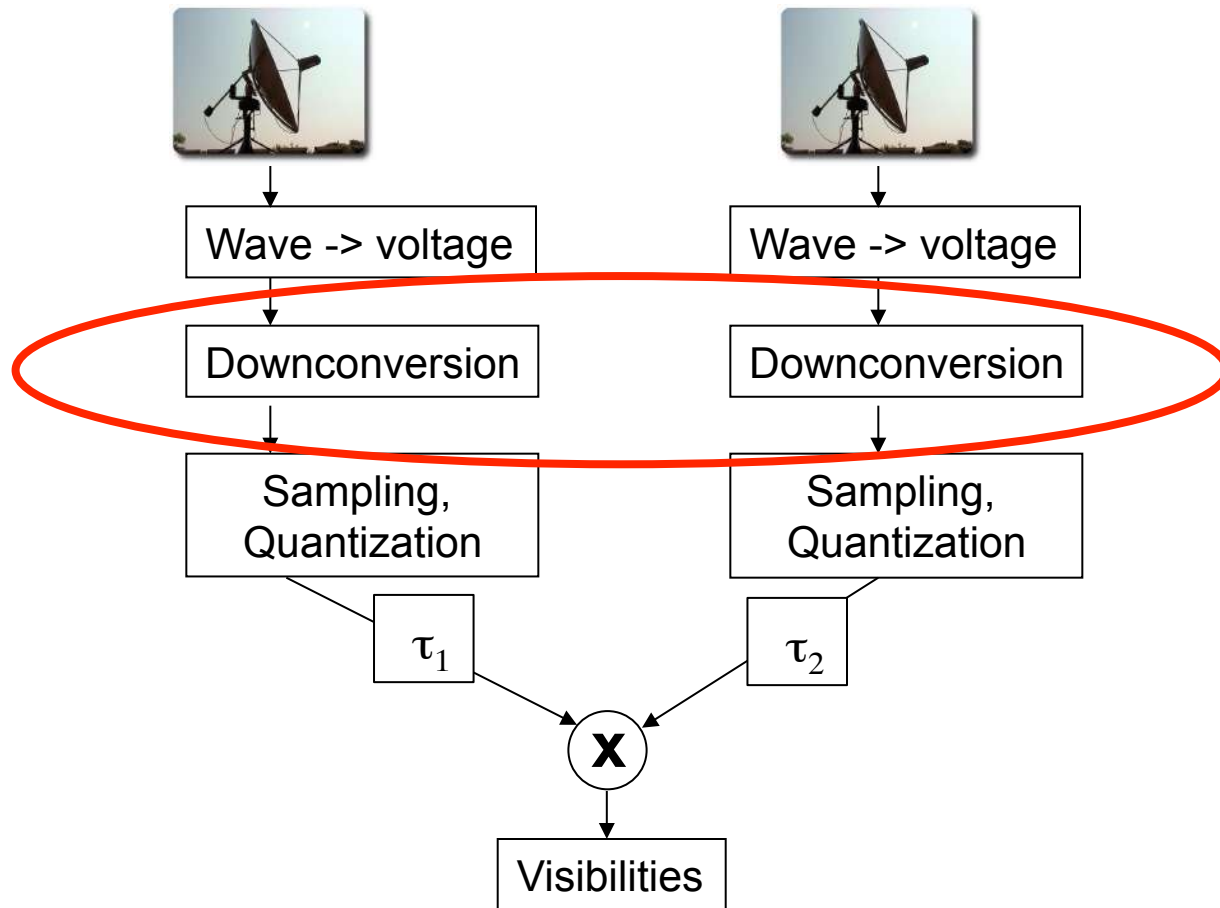 Wave -> voltage
Wave -> voltage
Downconversion
Downconversion
Sampling,
Quantization
Sampling,
Quantization
τ₁
τ₂
X
Visibilities